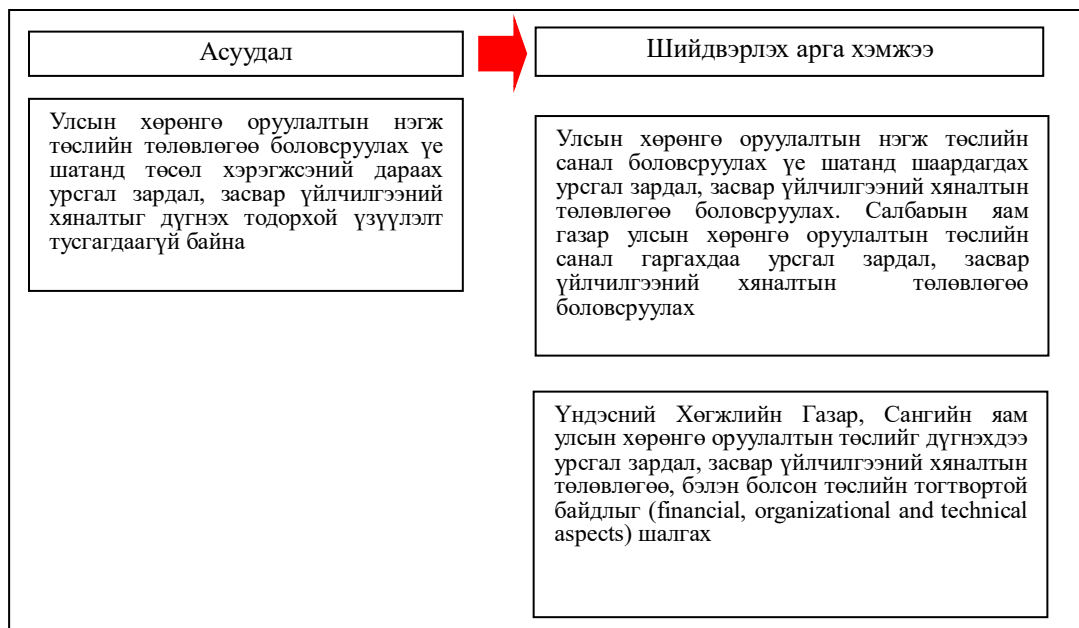 Асуудал
Шийдвэрлэх арга хэмжээ
Улсын хөрөнгө оруулалтын нэгж
төслийн төлөвлөгөө боловсруулах үе
шатанд төсөл хэрэгжсэний дараах
урсгал зардал, засвар үйлчилгээний
хяналтыг дүгнэх тодорхой үзүүлэлт
тусгагдаагүй байна
Улсын хөрөнгө оруулалтын нэгж төслийн
санал боловсруулах үе шатанд шаардагдах
урсгал зардал, засвар үйлчилгээний хяналтын
төлөвлөгөө боловсруулах. Салбарын яам
газар улсын хөрөнгө оруулалтын төслийн
санал гаргахдаа урсгал зардал, засвар
үйлчилгээний хяналтын төлөвлөгөө
боловсруулах
Үндэсний Хөгжлийн Газар, Сангийн яам
улсын хөрөнгө оруулалтын төслийг дүгнэхдээ
урсгал зардал, засвар үйлчилгээний хяналтын
төлөвлөгөө, бэлэн болсон төслийн тогтвортой
байдлыг (financial, organizational and technical
aspects) шалгах